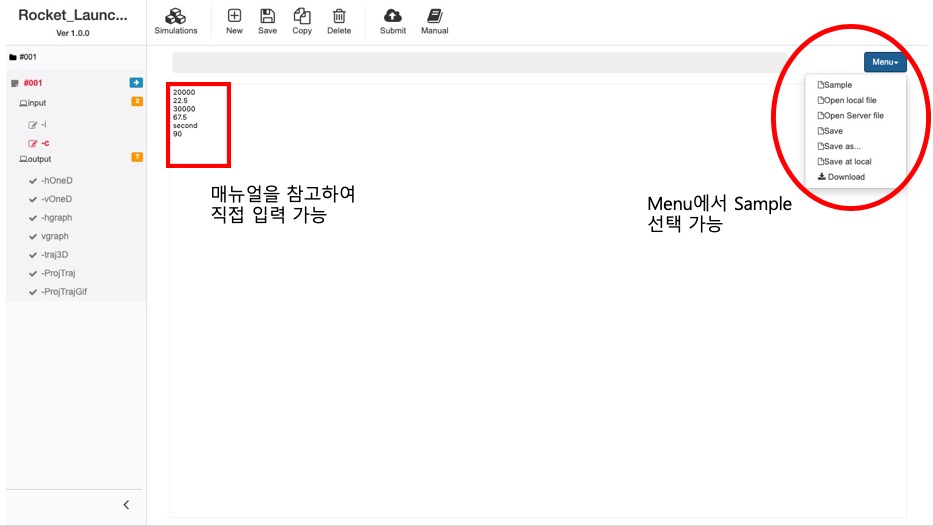 Rocket_Launc...
Ver 1.0.0
Simulations
New
Save
Copy
Delete
Submit
Manual
#001
#001
input
2
-i
-c
output
7
-hOneD
-vOneD
-hgraph
vgraph
-traj3D
-ProjTraj
-ProjTrajGif
Menu
20000
22.5
30000
67.5
second
90
Sample
Open local file
Open Server file
Save
Save as...
Save at local
Download
매뉴얼을 참고하여
직접 입력 가능
Menu에서 Sample
선택 가능